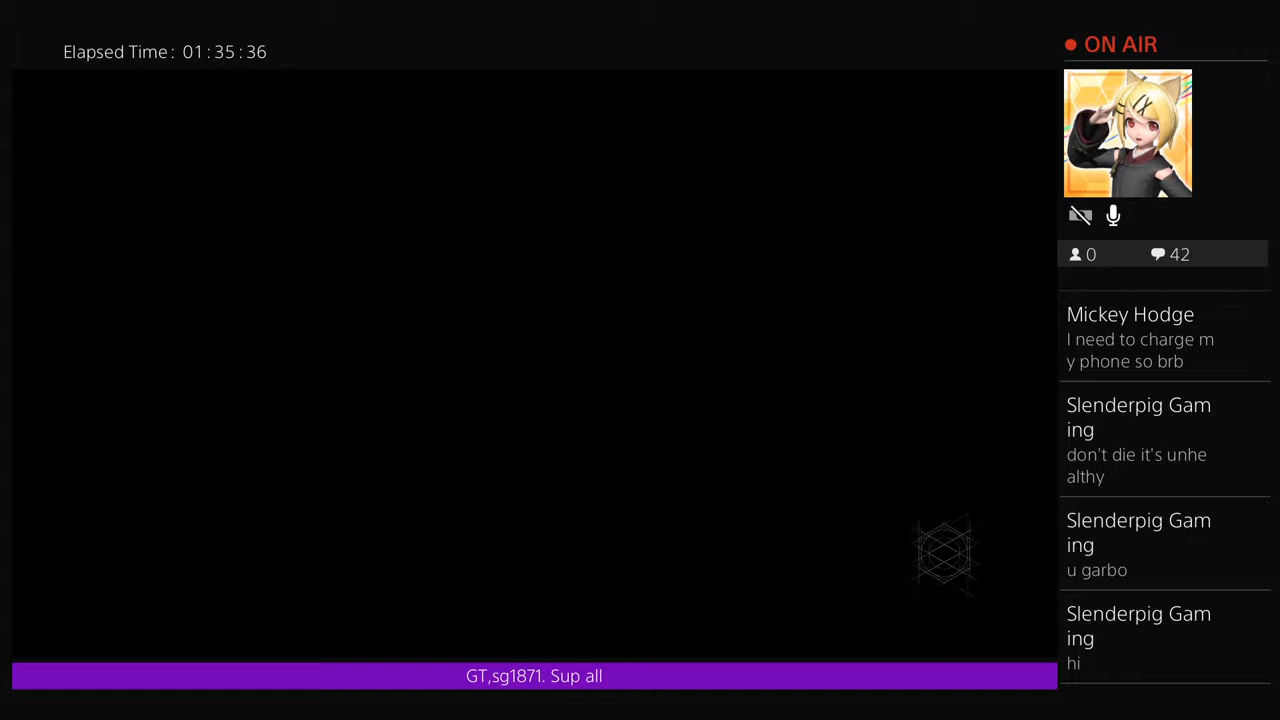 Elapsed Time: 01:35:36
ON AIR
0 42
Mickey Hodge
I need to charge m
y phone so brb
Slenderpig Gam
ing
don't die it's unhe
althy
Slenderpig Gam
ing
u garbo
Slenderpig Gam
ing
hi
GT,sg1871. Sup all